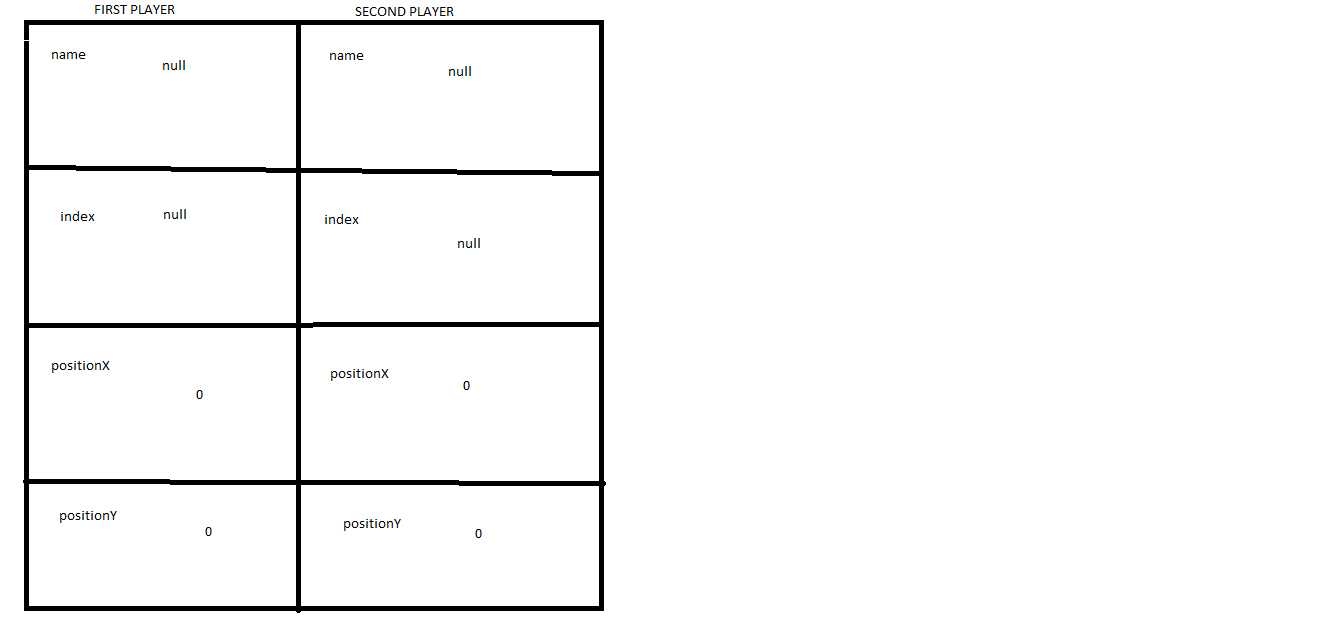 FIRST PLAYER
SECOND PLAYER
name
null
name
null
index
null
index
null
positionX
0
positionX
0
positionY
0
positionY
0